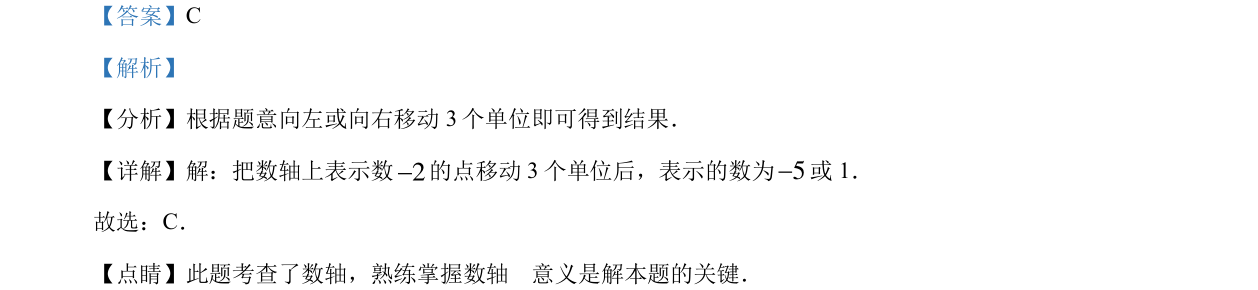 【答案】C
【解析】
【分析】根据题意向左或向右移动 3 个单位即可得到结果．
【详解】解：把数轴上表示数−2的点移动 3 个单位后，表示的数为−5或 1．
故选：C．
【点睛】此题考查了数轴，熟练掌握数轴　意义是解本题的关键．